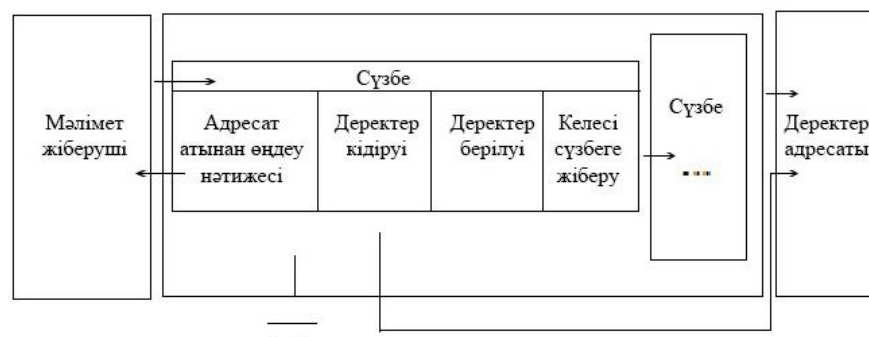 Сүзбе
Мәлімет
жіберуші
Адресат
атынан өңдеу
нәтижесі
Деректер
кідіруі
Деректер
берілуі
Келесі
сүзбеге
жіберу
Сүзбе
...
Деректер
адресаты